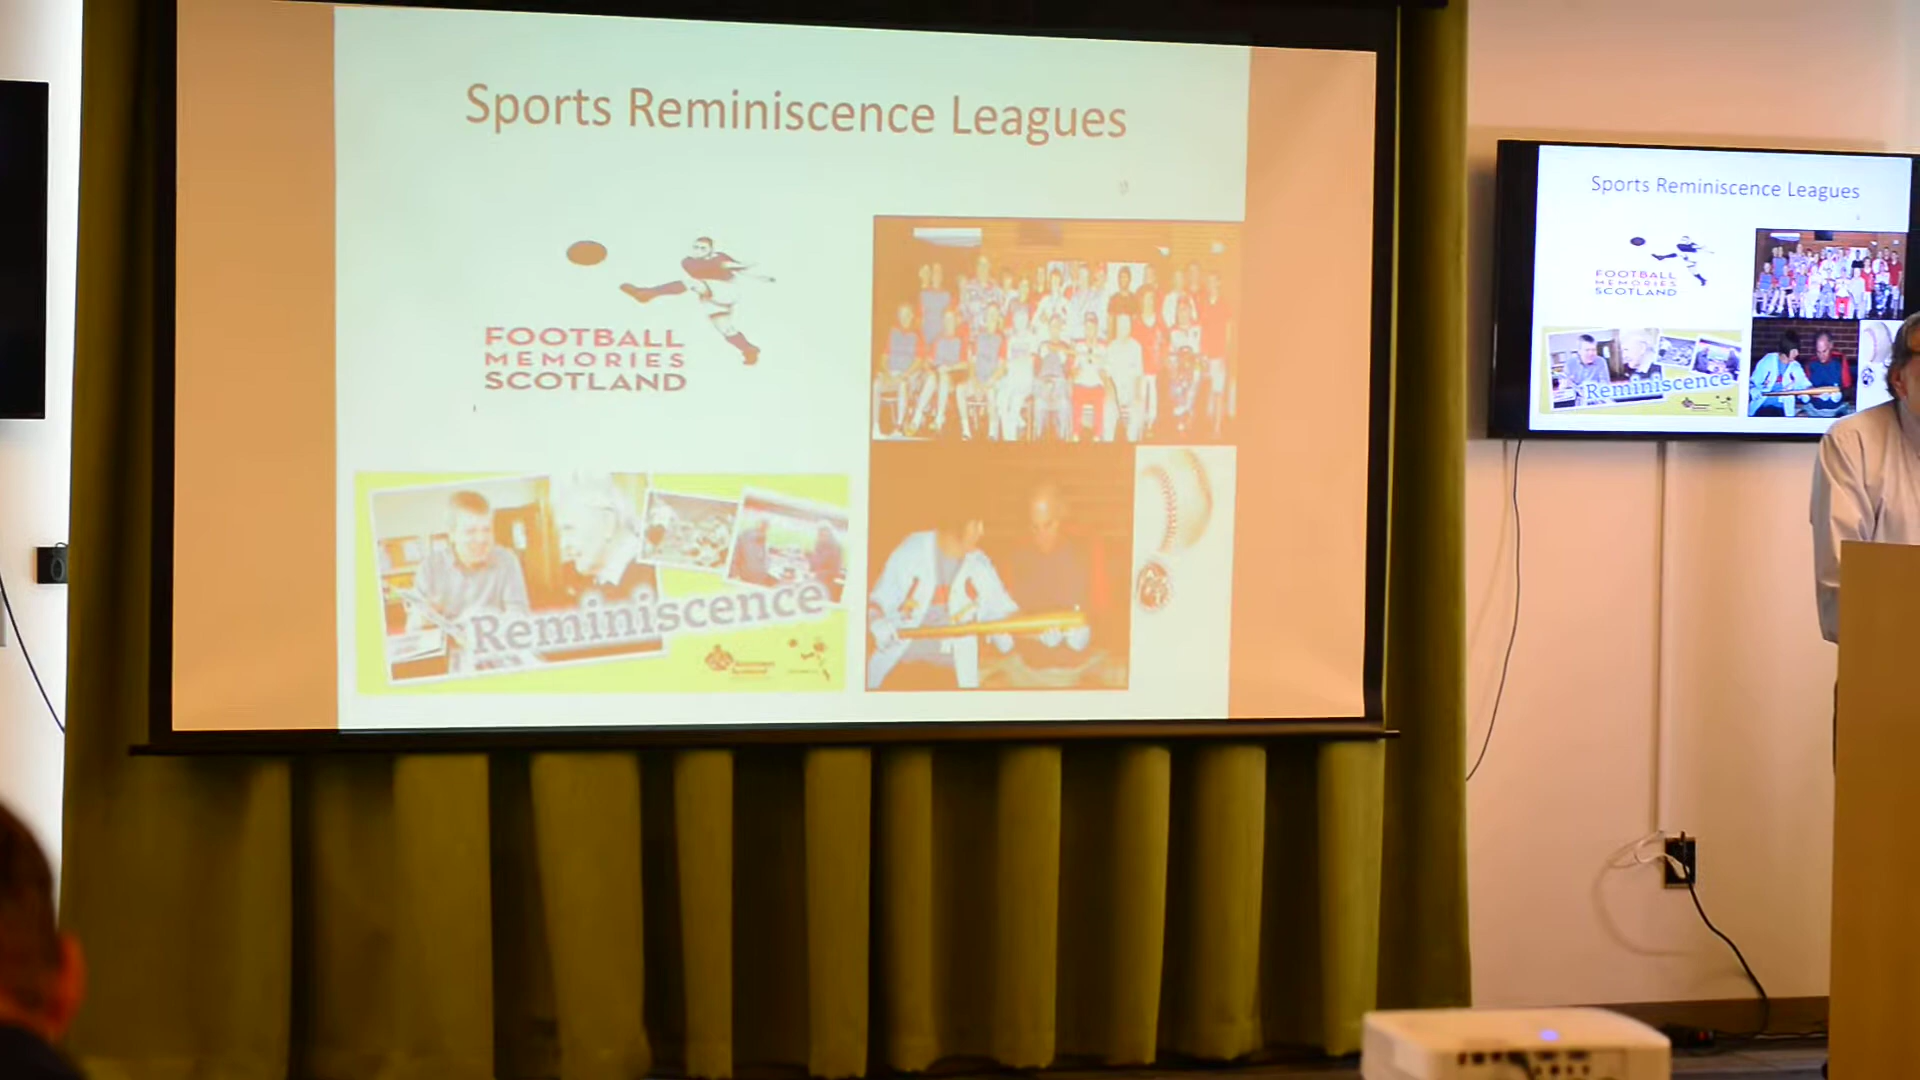 Sports Reminiscence Leagues
FOOTBALL
MEMORIES
SCOTLAND
Reminiscence
Sports Reminiscence Leagues
FOOTBALL
MEMORIES
SCOTLAND
Reminiscence